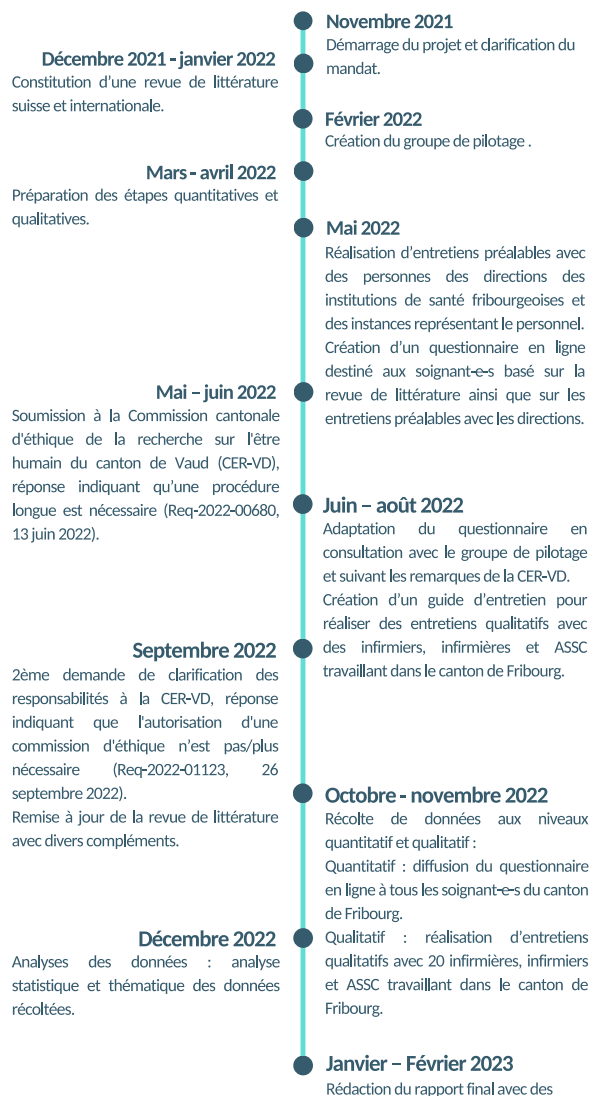 Novembre 2021
Démarrage du projet et clarification du
mandat.
Décembre 2021 - janvier 2022
Constitution d'une revue de littérature
suisse et internationale.
Février 2022
Création du groupe de pilotage .
Mars - avril 2022
Préparation des étapes quantitatives et
qualitatives.
Mai 2022
Réalisation d'entretiens préalables avec
des personnes des directions des
institutions de santé fribourgeoises et
des instances représentant le personnel.
Création d'un questionnaire en ligne
destiné aux soignant-e-s basé sur la
revue de littérature ainsi que sur les
entretiens préalables avec les directions.
Mai – juin 2022
Soumission à la Commission cantonale
d'éthique de la recherche sur l'être
humain du canton de Vaud (CER-VD),
réponse indiquant qu'une procédure
longue est nécessaire (Req-2022-00680,
13 juin 2022).
Juin – août 2022
Adaptation du questionnaire en
consultation avec le groupe de pilotage
et suivant les remarques de la CER-VD.
Création d'un guide d'entretien pour
réaliser des entretiens qualitatifs avec
des infirmiers, infirmières et ASSC
travaillant dans le canton de Fribourg.
Septembre 2022
2ème demande de clarification des
responsabilités à la CER-VD, réponse
indiquant que l'autorisation d'une
commission d'éthique n'est pas/plus
nécessaire (Req-2022-01123, 26
septembre 2022).
Remise à jour de la revue de littérature
avec divers compléments.
Octobre - novembre 2022
Récolte de données aux niveaux
quantitatif et qualitatif :
Quantitatif : diffusion du questionnaire
en ligne à tous les soignant-e-s du canton
de Fribourg.
Qualitatif : réalisation d'entretiens
qualitatifs avec 20 infirmières, infirmiers
et ASSC travaillant dans le canton de
Fribourg.
Décembre 2022
Analyses des données : analyse
statistique et thématique des données
récoltées.
Janvier – Février 2023
Rédaction du rapport final avec des